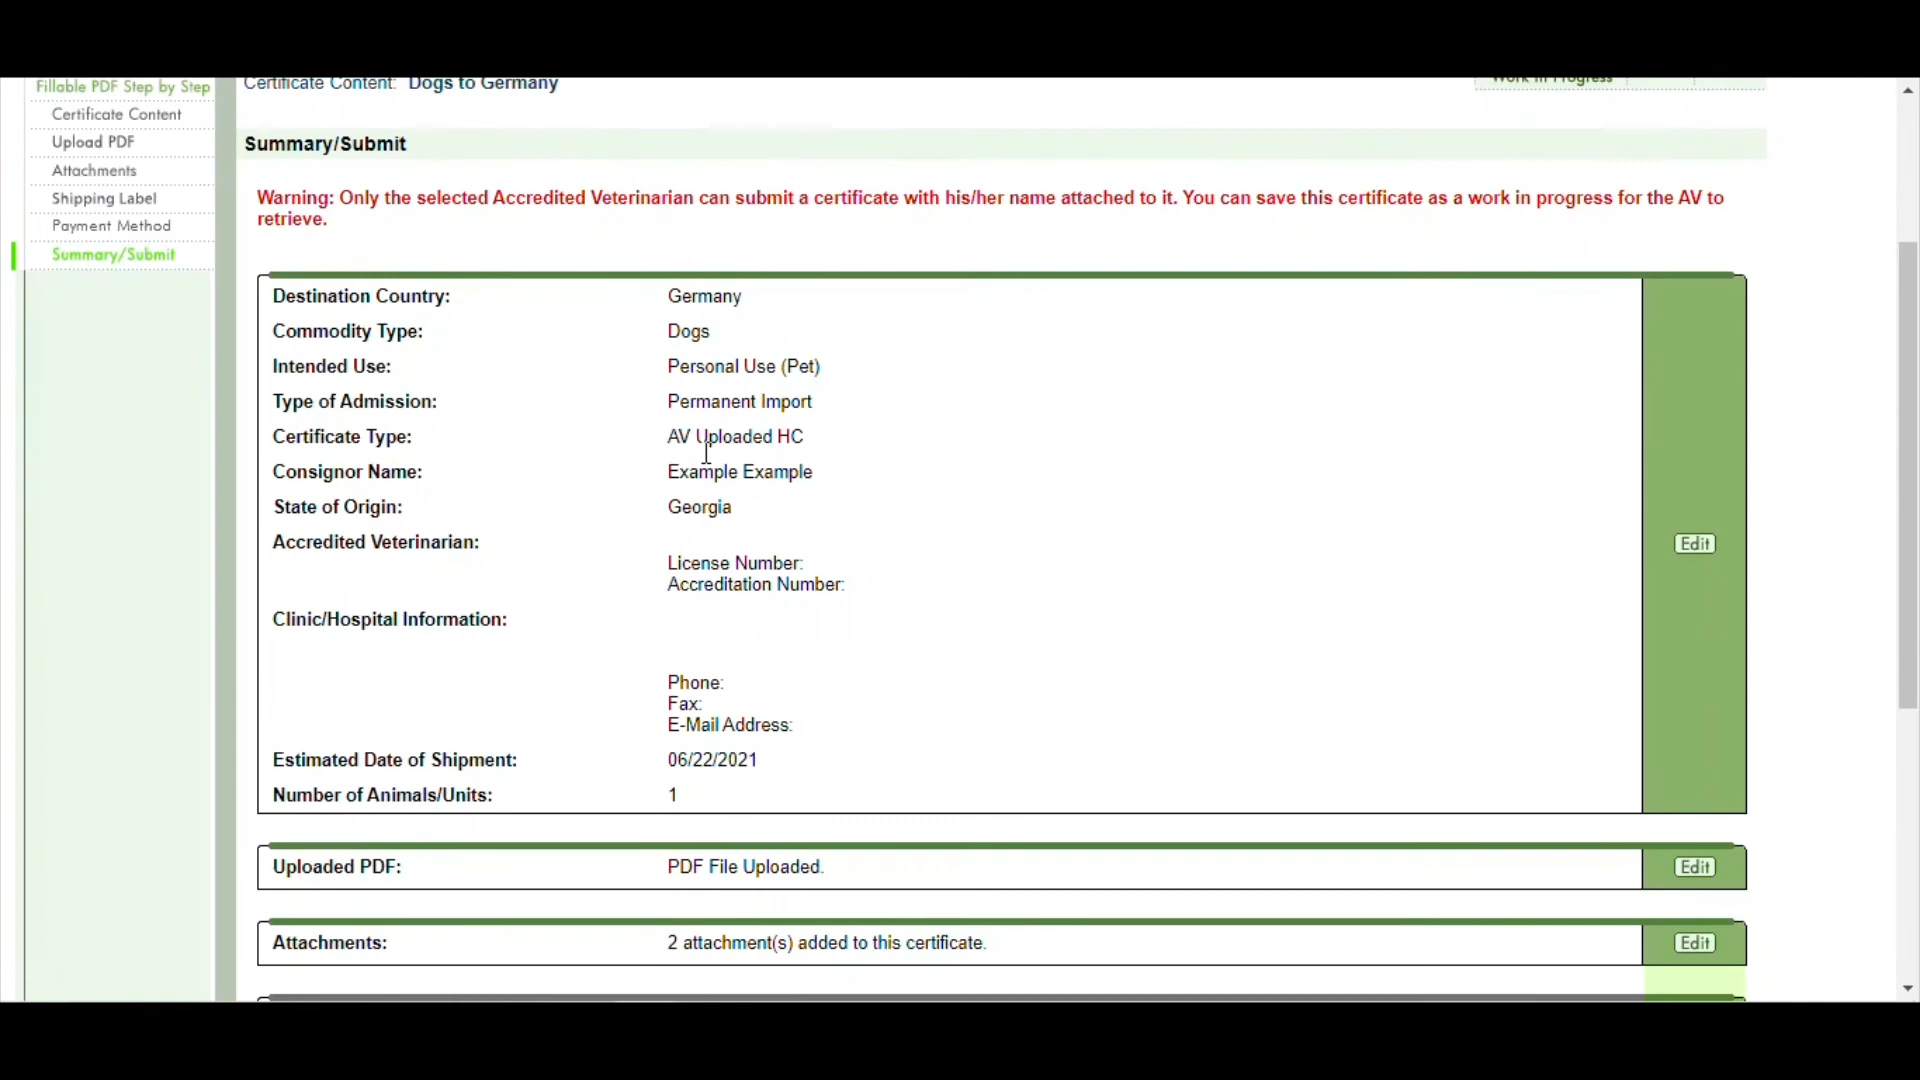 Fillable PDF Step by Step
Certificate Content
Upload PDF
Attachments
Shipping Label
Payment Method
Summary/Submit
Certificate Content: Dogs to Germany
Work In Progress
Summary/Submit
Warning: Only the selected Accredited Veterinarian can submit a certificate with his/her name attached to it. You can save this certificate as a work in progress for the AV to
retrieve.
Destination Country: Germany
Commodity Type: Dogs
Intended Use: Personal Use (Pet)
Type of Admission: Permanent Import
Certificate Type: AV Uploaded HC
Consignor Name: Example Example
State of Origin: Georgia
Edit
Accredited Veterinarian:
License Number:
Accreditation Number:
Clinic/Hospital Information:
Phone:
Fax:
E-Mail Address:
Estimated Date of Shipment: 06/22/2021
Number of Animals/Units: 1
Uploaded PDF: PDF File Uploaded. Edit
Attachments: 2 attachment(s) added to this certificate. Edit